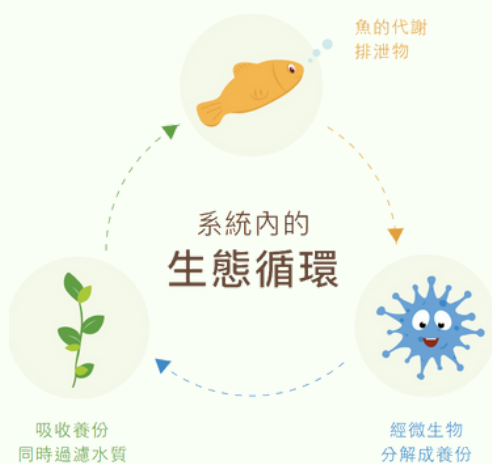 魚的代謝
排泄物
系統內的
生態循環
吸收養份
同時過濾水質
經微生物
分解成養份